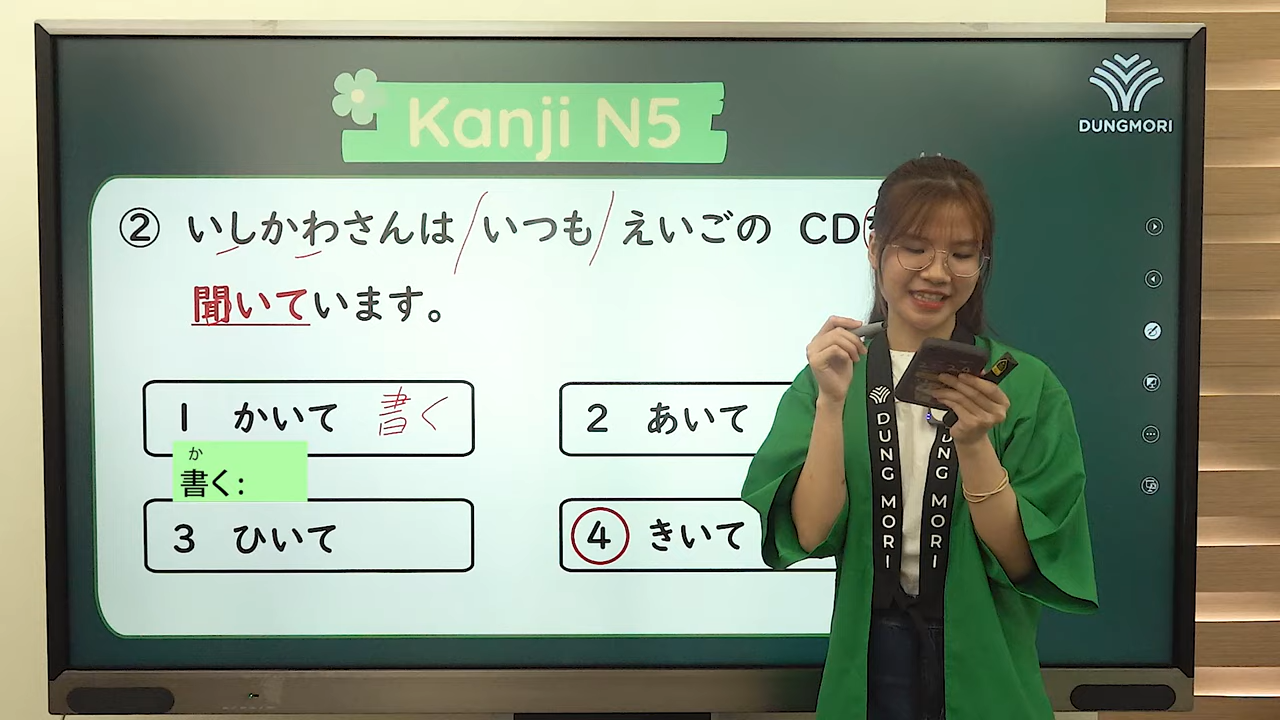 Kanji N5
DUNGMORI
② いしかわさんは いつも えいごの CD
聞いています。
1 かいて 書く
2 あいて
か
書く:
3 ひいて
4 きいて
DUNG MORI
DUNG MORI